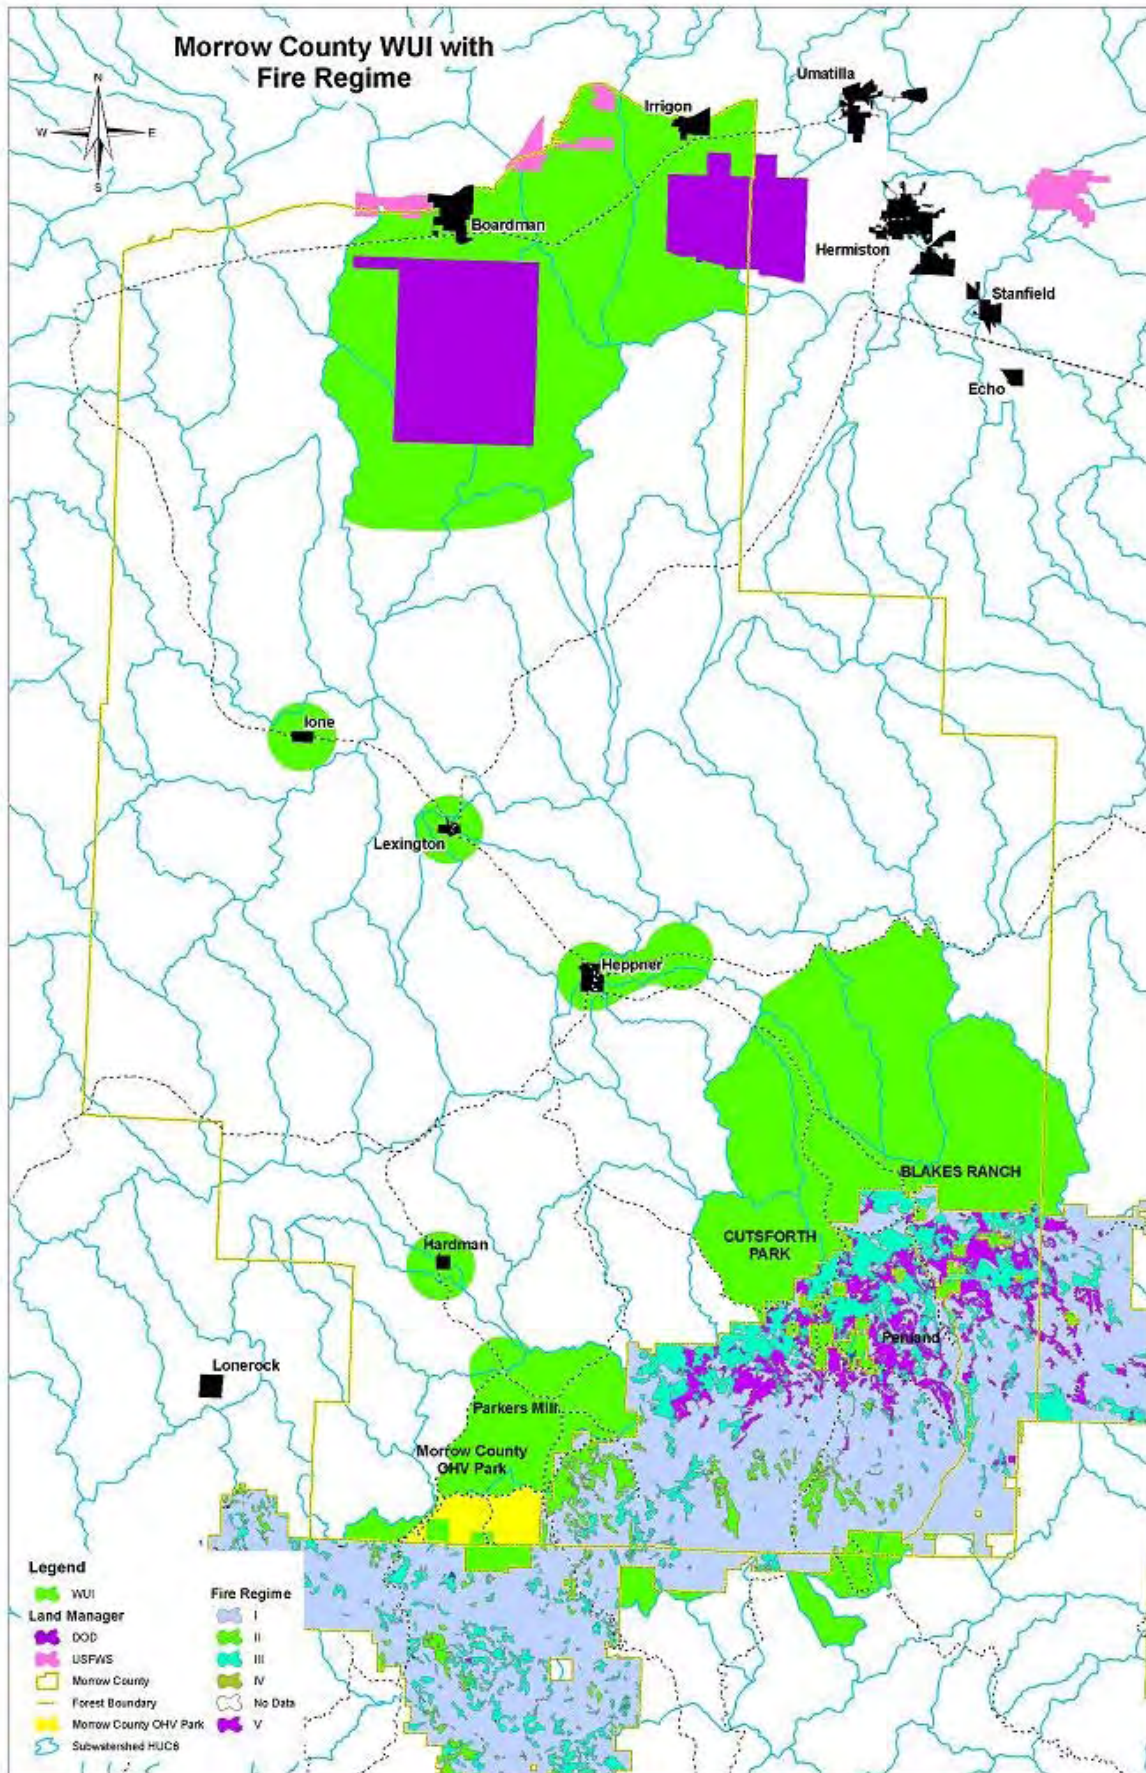 Morrow County WUI with
Fire Regime
N
W
E
S
Umatilla
Irrigon
Boardman
Hermiston
Stanfield
Echo
Ione
Lexington
Heppner
BLAKES RANCH
CUTSFORTH
PARK
Hardman
Penland
Lonerock
Parkers Mill
Morrow County
OHV Park
Legend
WUI
Land Manager
DOD
USFWS
Morrow County
Forest Boundary
Morrow County OHV Park
Subwatershed HUC6
Fire Regime
I
II
III
IV
No Data
V